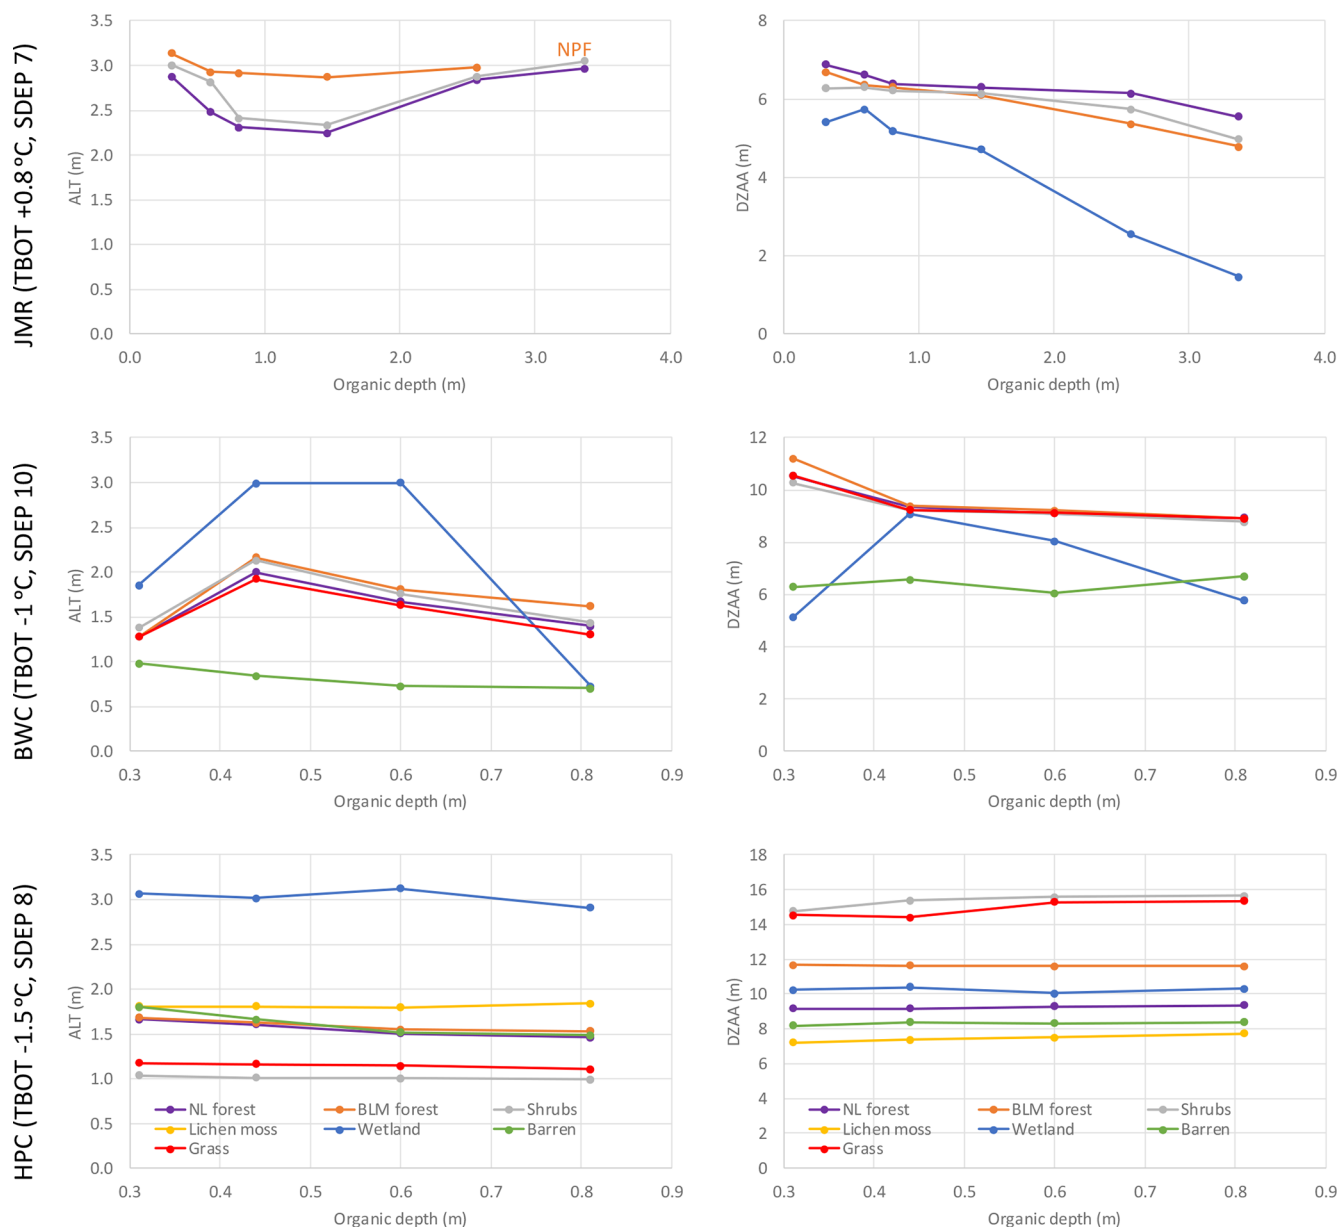 JMR (TBOT +0.8 ºC, SDEP 7)
ALT (m)
3.5
3.0
2.5
2.0
1.5
1.0
0.5
0.0
NPF
0.0 1.0 2.0 3.0 4.0
Organic depth (m)
DZAA (m)
8
6
4
2
0
0.0 1.0 2.0 3.0 4.0
Organic depth (m)
BWC (TBOT -1 ºC, SDEP 10)
ALT (m)
3.5
3.0
2.5
2.0
1.5
1.0
0.5
0.0
0.3 0.4 0.5 0.6 0.7 0.8 0.9
Organic depth (m)
DZAA (m)
12
10
8
6
4
2
0
0.3 0.4 0.5 0.6 0.7 0.8 0.9
Organic depth (m)
HPC (TBOT -1.5 ºC, SDEP 8)
ALT (m)
3.5
3.0
2.5
2.0
1.5
1.0
0.5
0.0
NL forest BLM forest Shrubs
Lichen moss Wetland Barren
Grass
0.3 0.4 0.5 0.6 0.7 0.8 0.9
Organic depth (m)
DZAA (m)
18
16
14
12
10
8
6
4
2
0
NL forest BLM forest Shrubs
Lichen moss Wetland Barren
Grass
0.3 0.4 0.5 0.6 0.7 0.8 0.9
Organic depth (m)